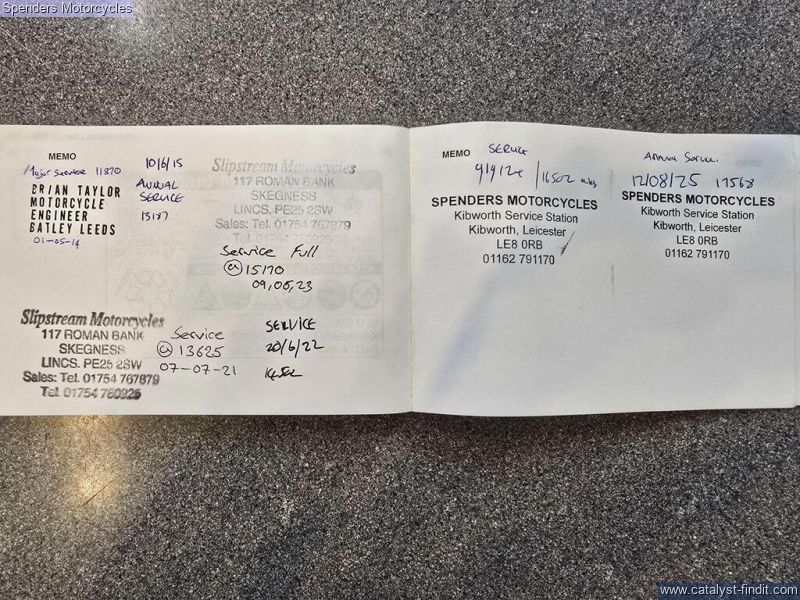 Spenders Motorcycles
MEMO
Major Service 11870
BRIAN TAYLOR
MOTORCYCLE
ENGINEER
BATLEY LEEDS
01-05-14
10/6/15
ANNUAL
SERVICE
13187
Slipstream Motorcycles
117 ROMAN BANK
SKEGNESS
LINCS. PE25 2SW
Sales: Tel. 01754 767879
Service Full
@ 15170
09,06,23
Slipstream Motorcycles
117 ROMAN BANK
SKEGNESS
LINCS. PE25 2SW
Sales: Tel. 01754 767879
Tel. 01754 760225
Service
@ 13625
07-07-21
SERVICE
20/6/22
MEMO
SERVICE
9/9/24 / 16502 miles
SPENDERS MOTORCYCLES
Kibworth Service Station
Kibworth, Leicester
LE8 0RB
01162 791170
Annual Service
12/08/25 17568
SPENDERS MOTORCYCLES
Kibworth Service Station
Kibworth, Leicester
LE8 0RB
01162 791170
www.catalyst-findit.com